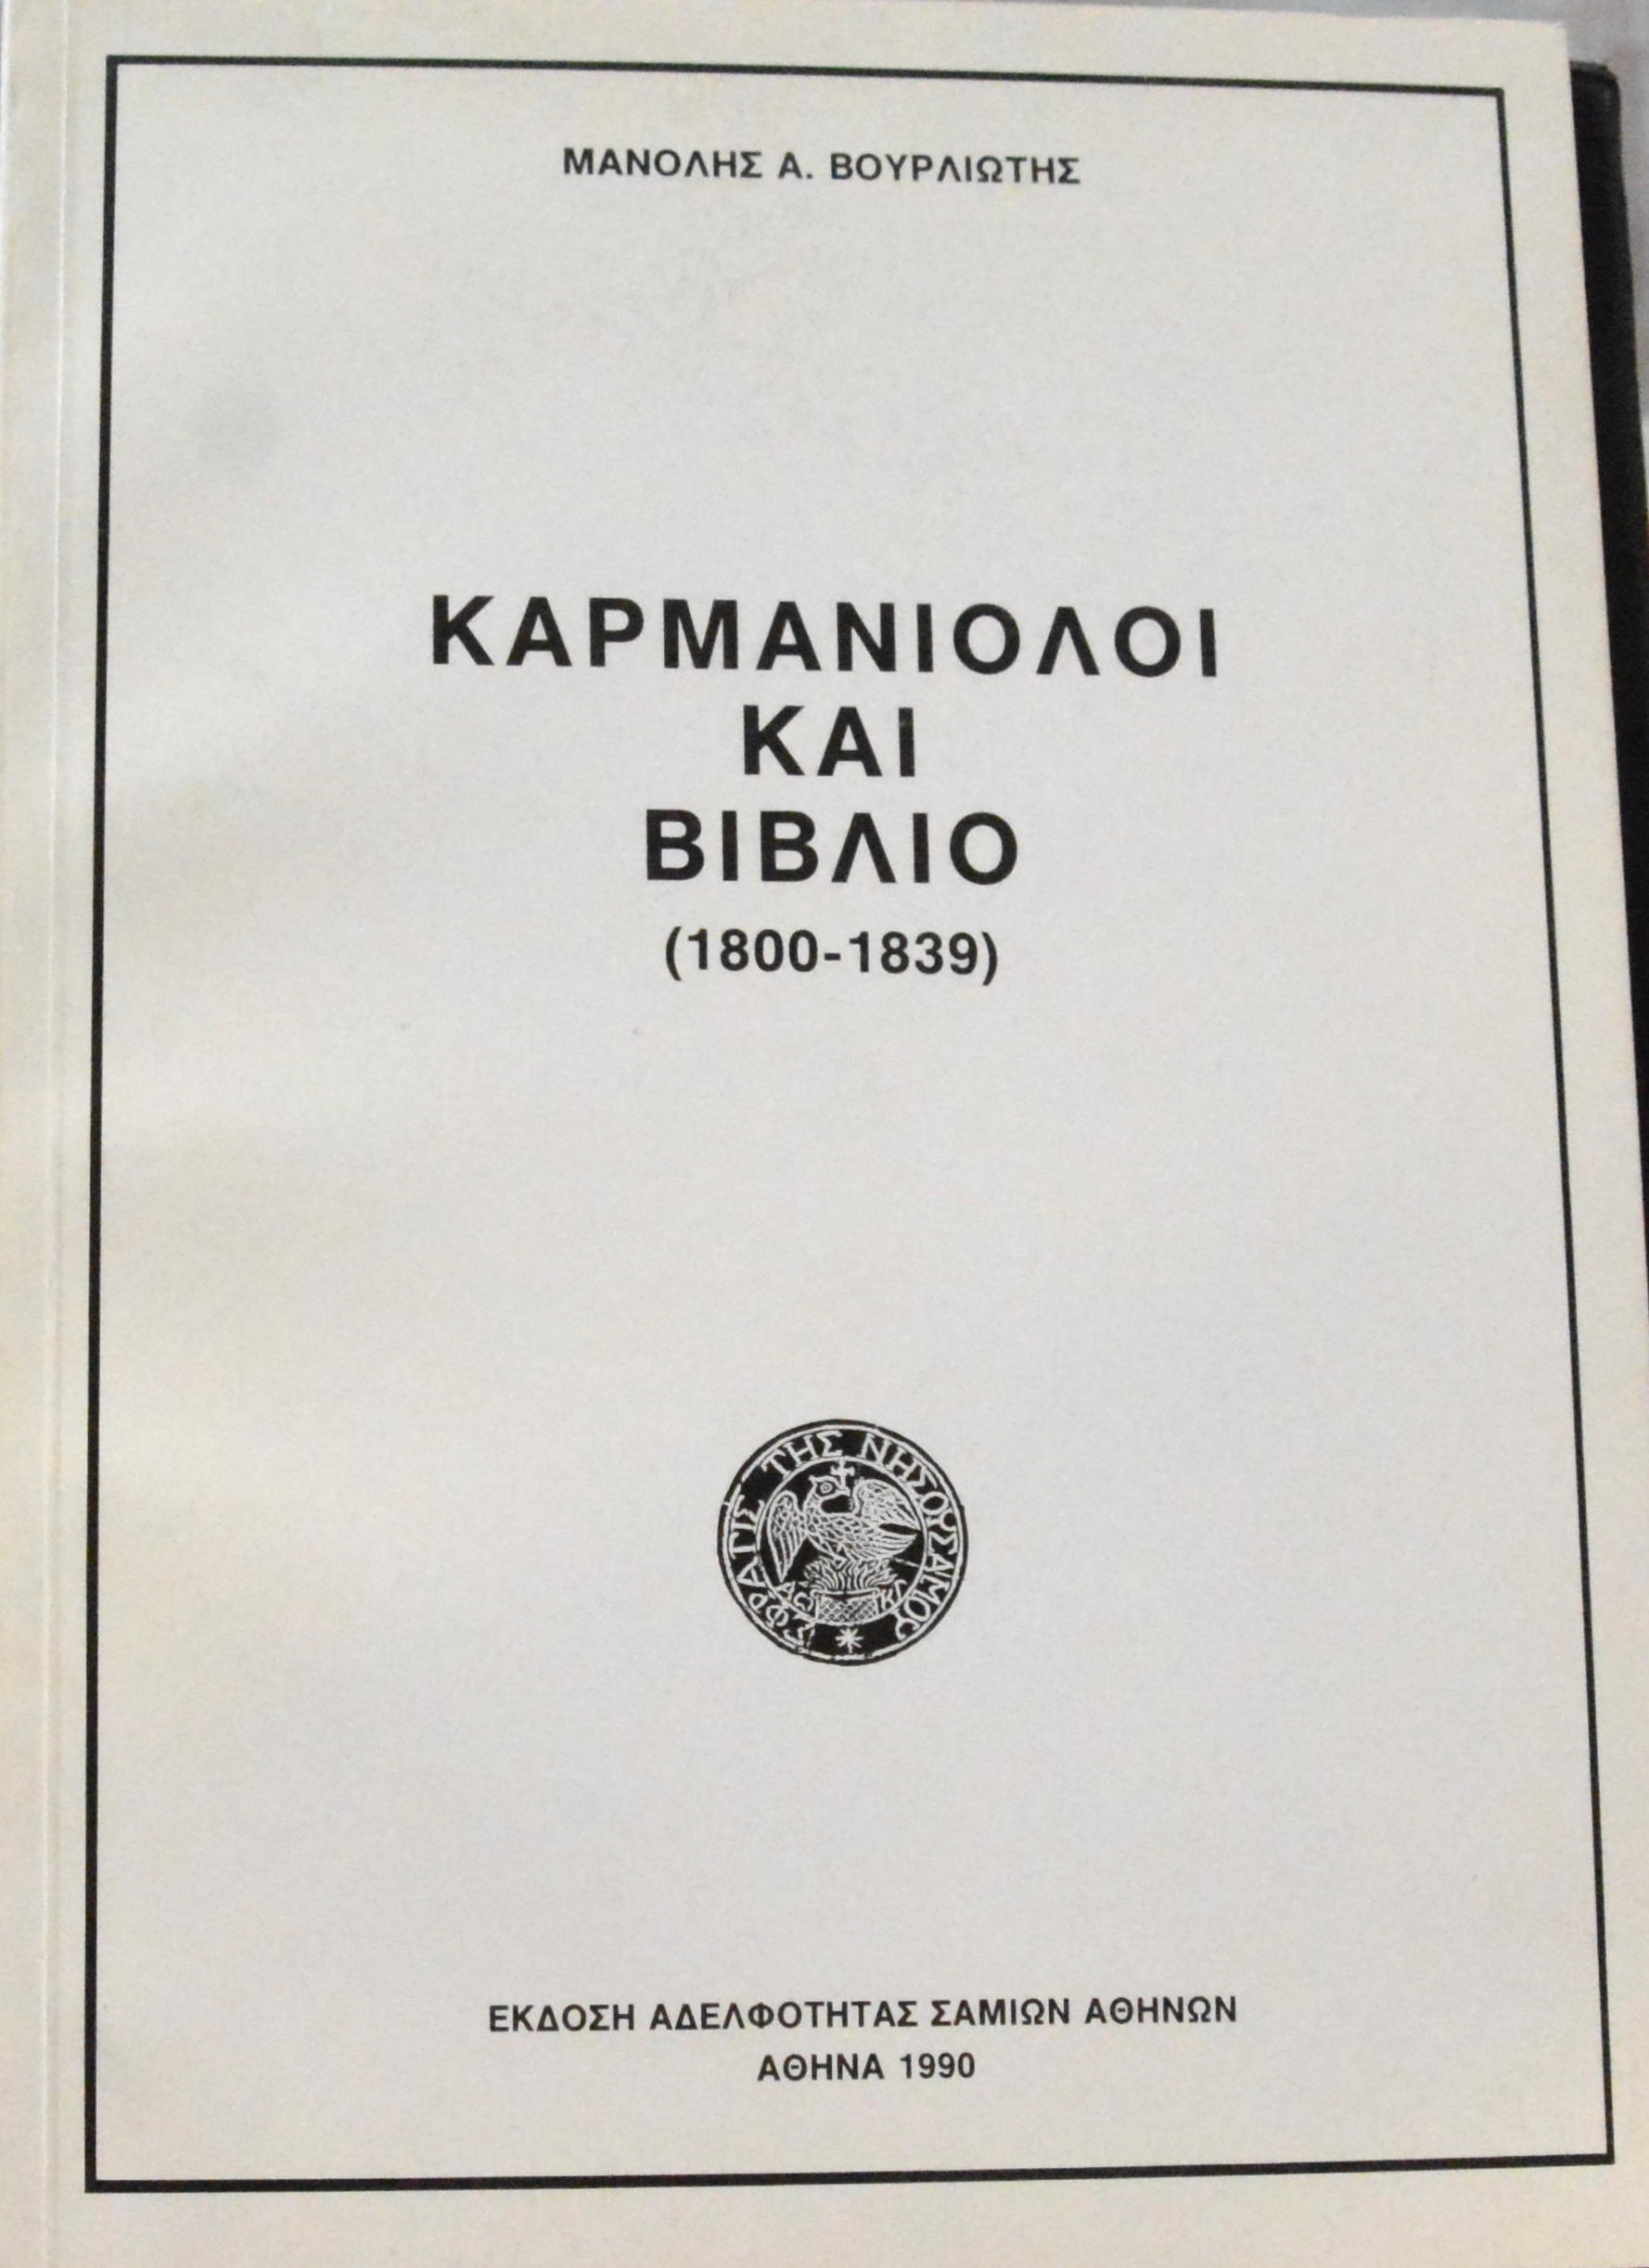 ΜΑΝΟΛΗΣ Α. ΒΟΥΡΛΙΩΤΗΣ
ΚΑΡΜΑΝΙΟΛΟΙ
ΚΑΙ
ΒΙΒΛΙΟ
(1800-1839)
ΣΦΡΑΓΙΣ ΤΗΣ ΝΗΣΟΥ ΣΑΜΟΥ
ΕΚΔΟΣΗ ΑΔΕΛΦΟΤΗΤΑΣ ΣΑΜΙΩΝ ΑΘΗΝΩΝ
ΑΘΗΝΑ 1990